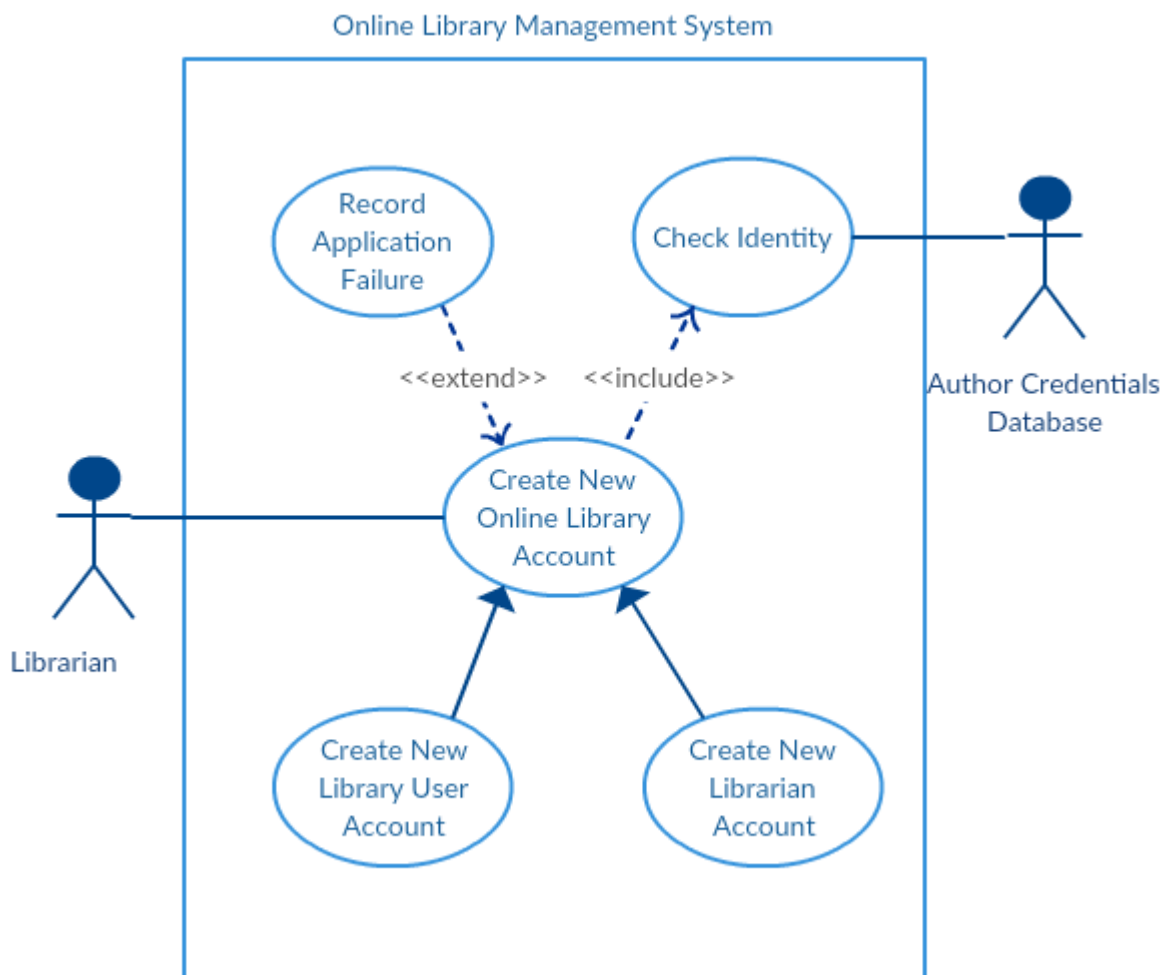 Online Library Management System
Record
Application
Failure
Check Identity
<<extend>>
<<include>>
Author Credentials
Database
Create New
Online Library
Account
Librarian
Create New
Library User
Account
Create New
Librarian
Account